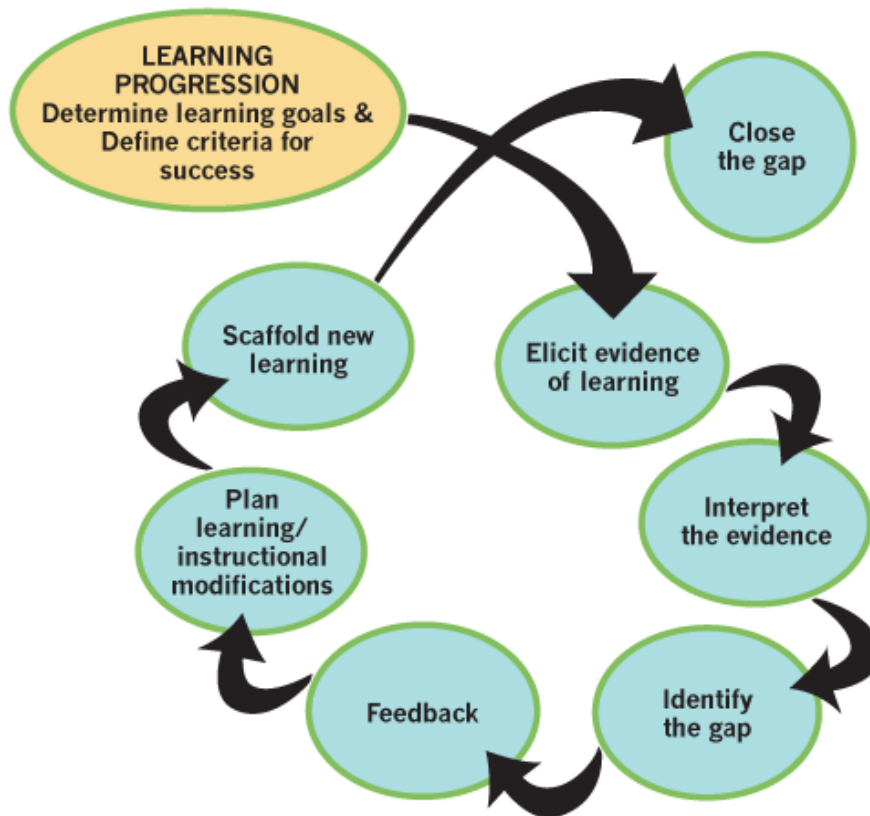 LEARNING
PROGRESSION
Determine learning goals &
Define criteria for
success
Close
the gap
Scaffold new
learning
Elicit evidence
of learning
Interpret
the evidence
Plan
learning/
instructional
modifications
Identify
the gap
Feedback